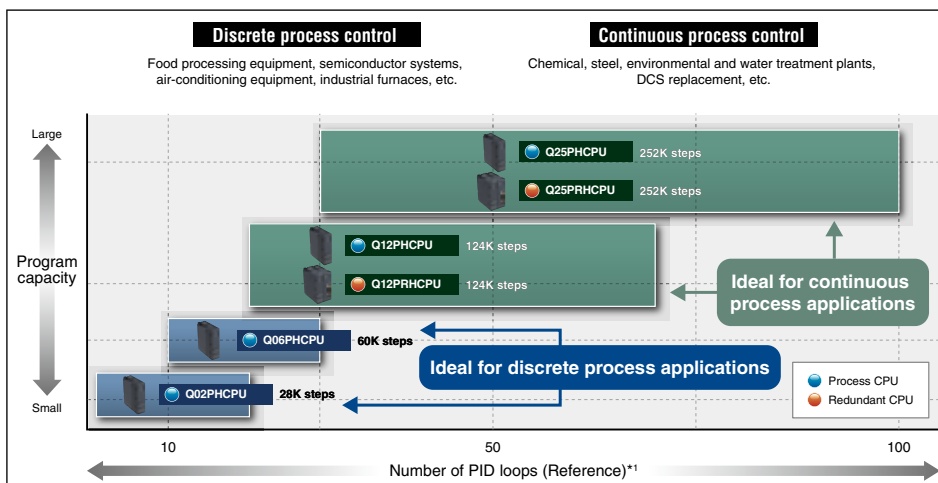 Discrete process control
Continuous process control
Food processing equipment, semiconductor systems,
air-conditioning equipment, industrial furnaces, etc.
Chemical, steel, environmental and water treatment plants,
DCS replacement, etc.
Large
Program
capacity
Small
Q25PHCPU 252K steps
Q25PRHCPU 252K steps
Q12PHCPU 124K steps
Q12PRHCPU 124K steps
Ideal for continuous
process applications
Q06PHCPU 60K steps
Ideal for discrete process applications
Q02PHCPU 28K steps
Process CPU
Redundant CPU
10 50 100
Number of PID loops (Reference)*1